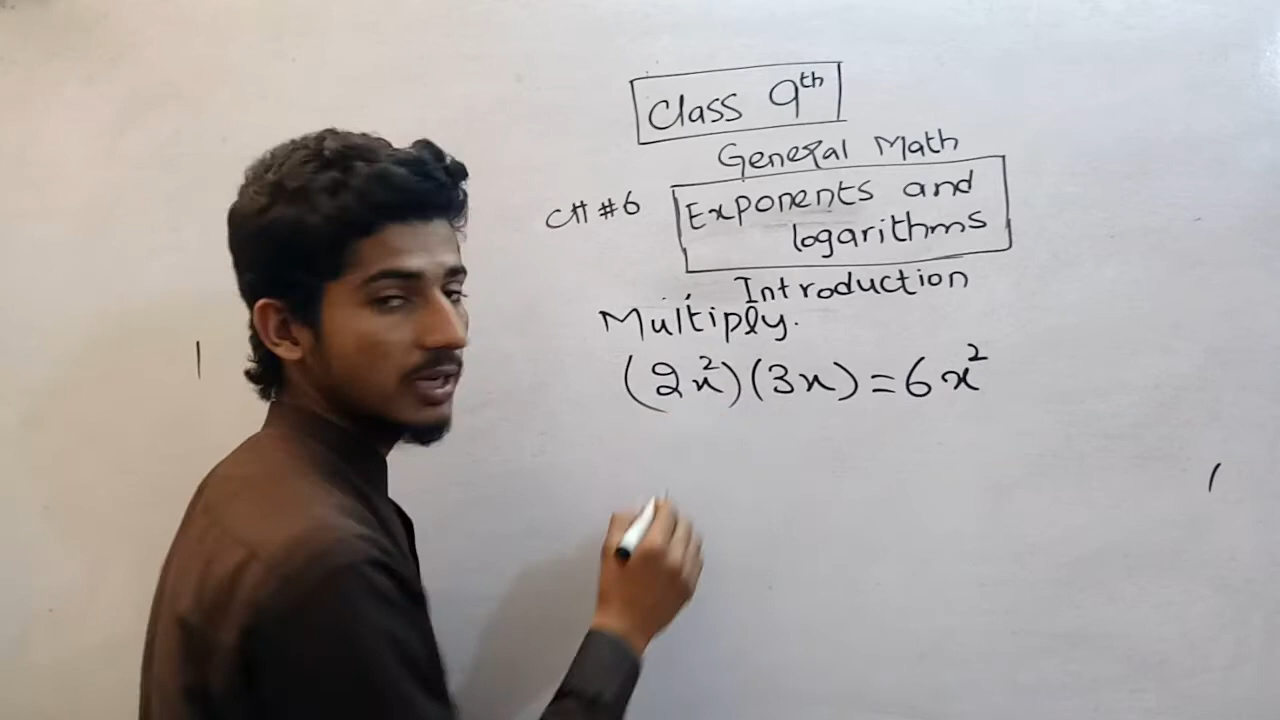 Class 9th
General Math
CH #6 Exponents and
logarithms
Introduction
Multiply.
(2x²)(3x)=6x²